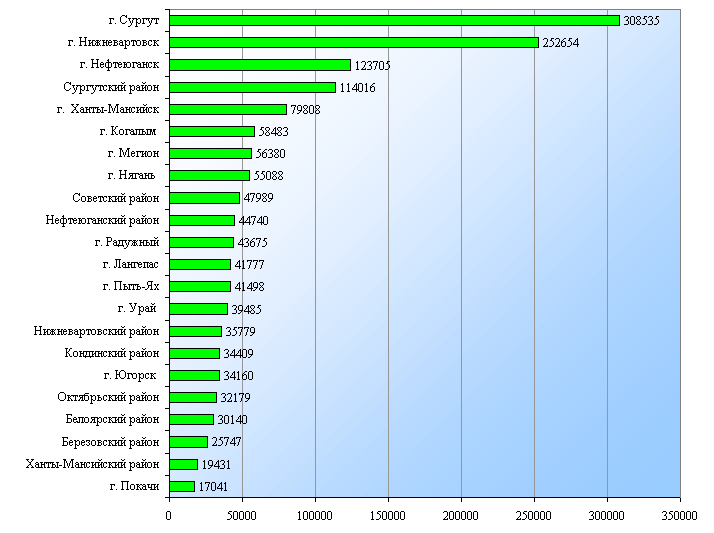 г. Сургут 308535
г. Нижневартовск 252654
г. Нефтеюганск 123705
Сургутский район 114016
г. Ханты-Мансийск 79808
г. Когалым 58483
г. Мегион 56380
г. Нягань 55088
Советский район 47989
Нефтеюганский район 44740
г. Радужный 43675
г. Лангепас 41777
г. Пыть-Ях 41498
г. Урай 39485
Нижневартовский район 35779
Кондинский район 34409
г. Югорск 34160
Октябрьский район 32179
Белоярский район 30140
Березовский район 25747
Ханты-Мансийский район 19431
г. Покачи 17041
0 50000 100000 150000 200000 250000 300000 350000